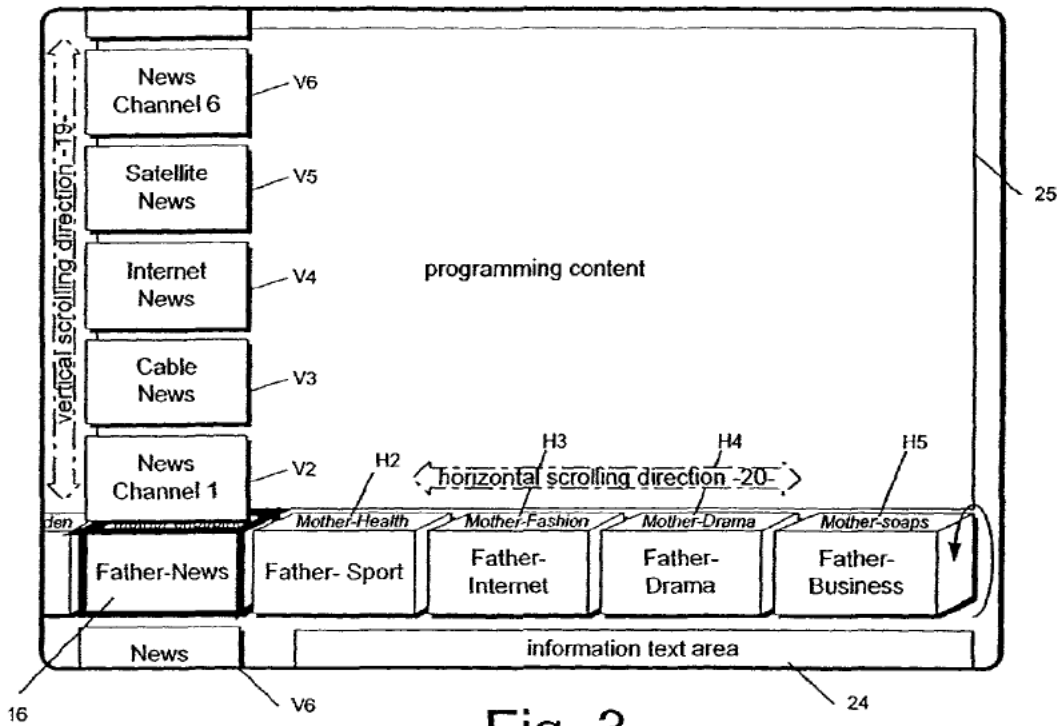 News
Channel 6
V6
Satellite
News
V5
25
vertical scrolling direction -19-
Internet
News
V4
programming content
Cable
News
V3
News
Channel 1
V2
H2
H3
H4
H5
horizontal scrolling direction -20-
den
Mother-Health
Mother-Fashion
Mother-Drama
Mother-soaps
Father-News
Father- Sport
Father-
Internet
Father-
Drama
Father-
Business
News
information text area
16
V6
24